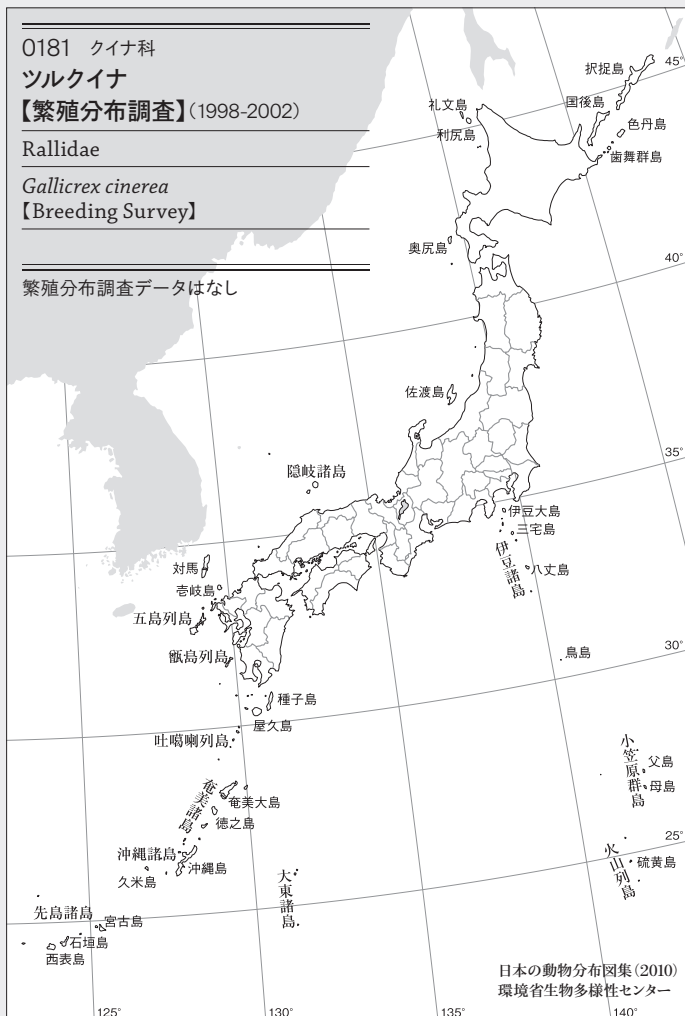 0181 クイナ科
ツルクイナ
【繁殖分布調査】(1998-2002)
Rallidae
Gallicrex cinerea
【Breeding Survey】
繁殖分布調査データはなし
択捉島
45°
国後島
礼文島
色丹島
利尻島
歯舞群島
奥尻島
40°
佐渡島
35°
隠岐諸島
伊豆大島
三宅島
伊豆諸島
八丈島
対馬
壱岐島
五島列島
甑島列島
鳥島
30°
種子島
屋久島
吐噶喇列島
小笠原群島
父島
母島
奄美諸島
奄美大島
徳之島
25°
沖縄諸島
沖縄島
久米島
大東諸島
火山列島
硫黄島
先島諸島
宮古島
石垣島
西表島
日本の動物分布図集(2010)
環境省生物多様性センター
125°
130°
135°
140°